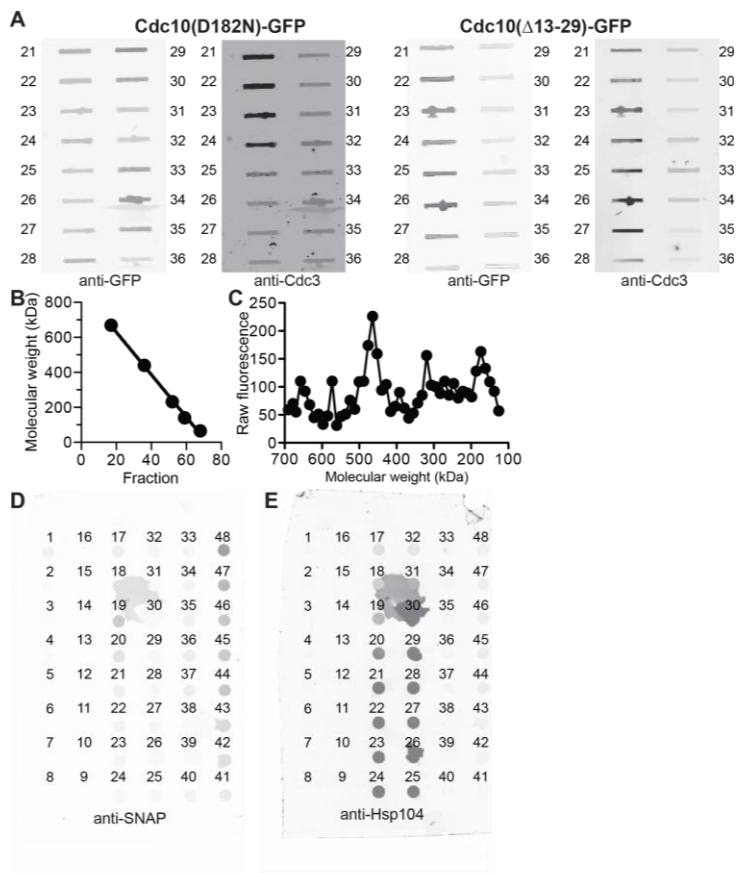 A
Cdc10(D182N)-GFP Cdc10(Δ13-29)-GFP
21 29 21 29 21 29 21 29
22 30 22 30 22 30 22 30
23 31 23 31 23 31 23 31
24 32 24 32 24 32 24 32
25 33 25 33 25 33 25 33
26 34 26 34 26 34 26 34
27 35 27 35 27 35 27 35
28 36 28 36 28 36 28 36
anti-GFP anti-Cdc3 anti-GFP anti-Cdc3
B
Molecular weight (kDa)
800
600
400
200
0
0 20 40 60 80
Fraction
C
Raw fluorescence
250
200
150
100
50
0
700 600 500 400 300 200 100
Molecular weight (kDa)
D
1 16 17 32 33 48
2 15 18 31 34 47
3 14 19 30 35 46
4 13 20 29 36 45
5 12 21 28 37 44
6 11 22 27 38 43
7 10 23 26 39 42
8 9 24 25 40 41
anti-SNAP
E
1 16 17 32 33 48
2 15 18 31 34 47
3 14 19 30 35 46
4 13 20 29 36 45
5 12 21 28 37 44
6 11 22 27 38 43
7 10 23 26 39 42
8 9 24 25 40 41
anti-Hsp104